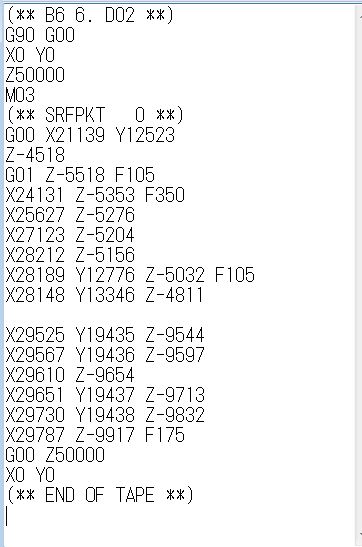 (** B6 6. D02 **)
G90 G00
X0 Y0
Z50000
M03
(** SRFPKT   0 **)
G00 X21139 Y12523
Z-4518
G01 Z-5518 F105
X24131 Z-5353 F350
X25627 Z-5276
X27123 Z-5204
X28212 Z-5156
X28189 Y12776 Z-5032 F105
X28148 Y13346 Z-4811

X29525 Y19435 Z-9544
X29567 Y19436 Z-9597
X29610 Z-9654
X29651 Y19437 Z-9713
X29730 Y19438 Z-9832
X29787 Z-9917 F175
G00 Z50000
X0 Y0
(** END OF TAPE **)